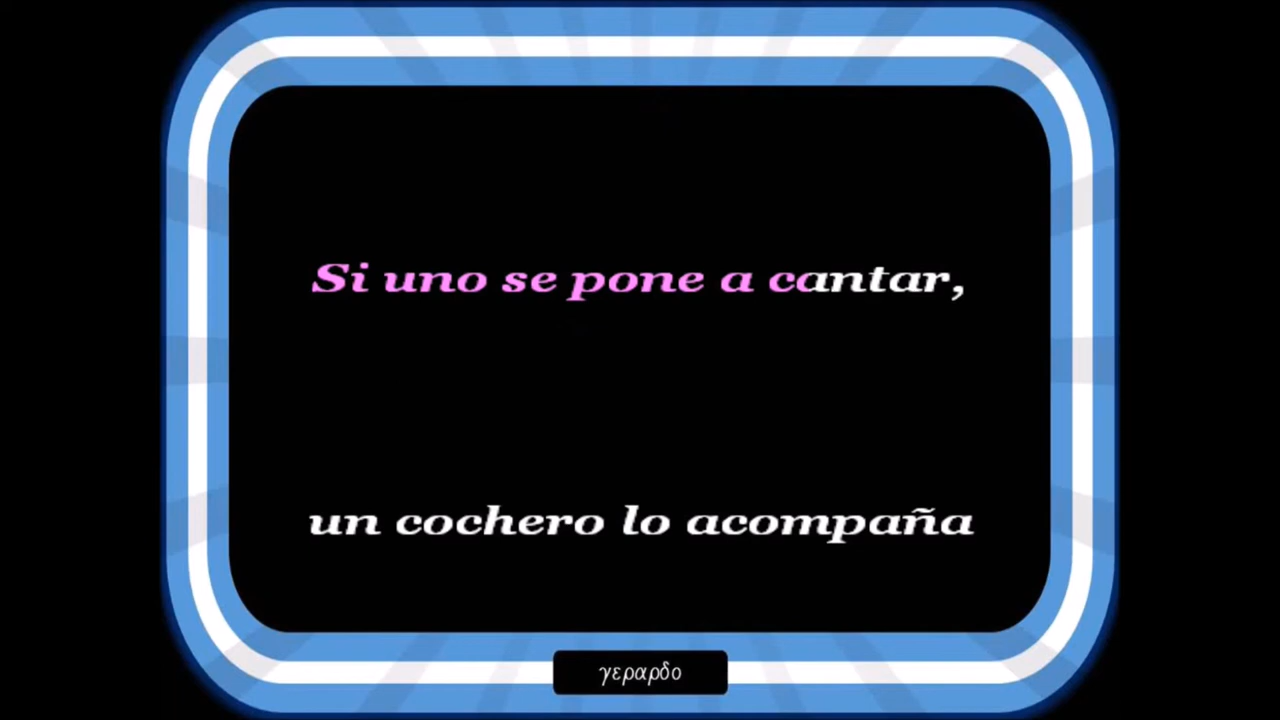 Si uno se pone a cantar,
un cochero lo acompaña
γεραρδο